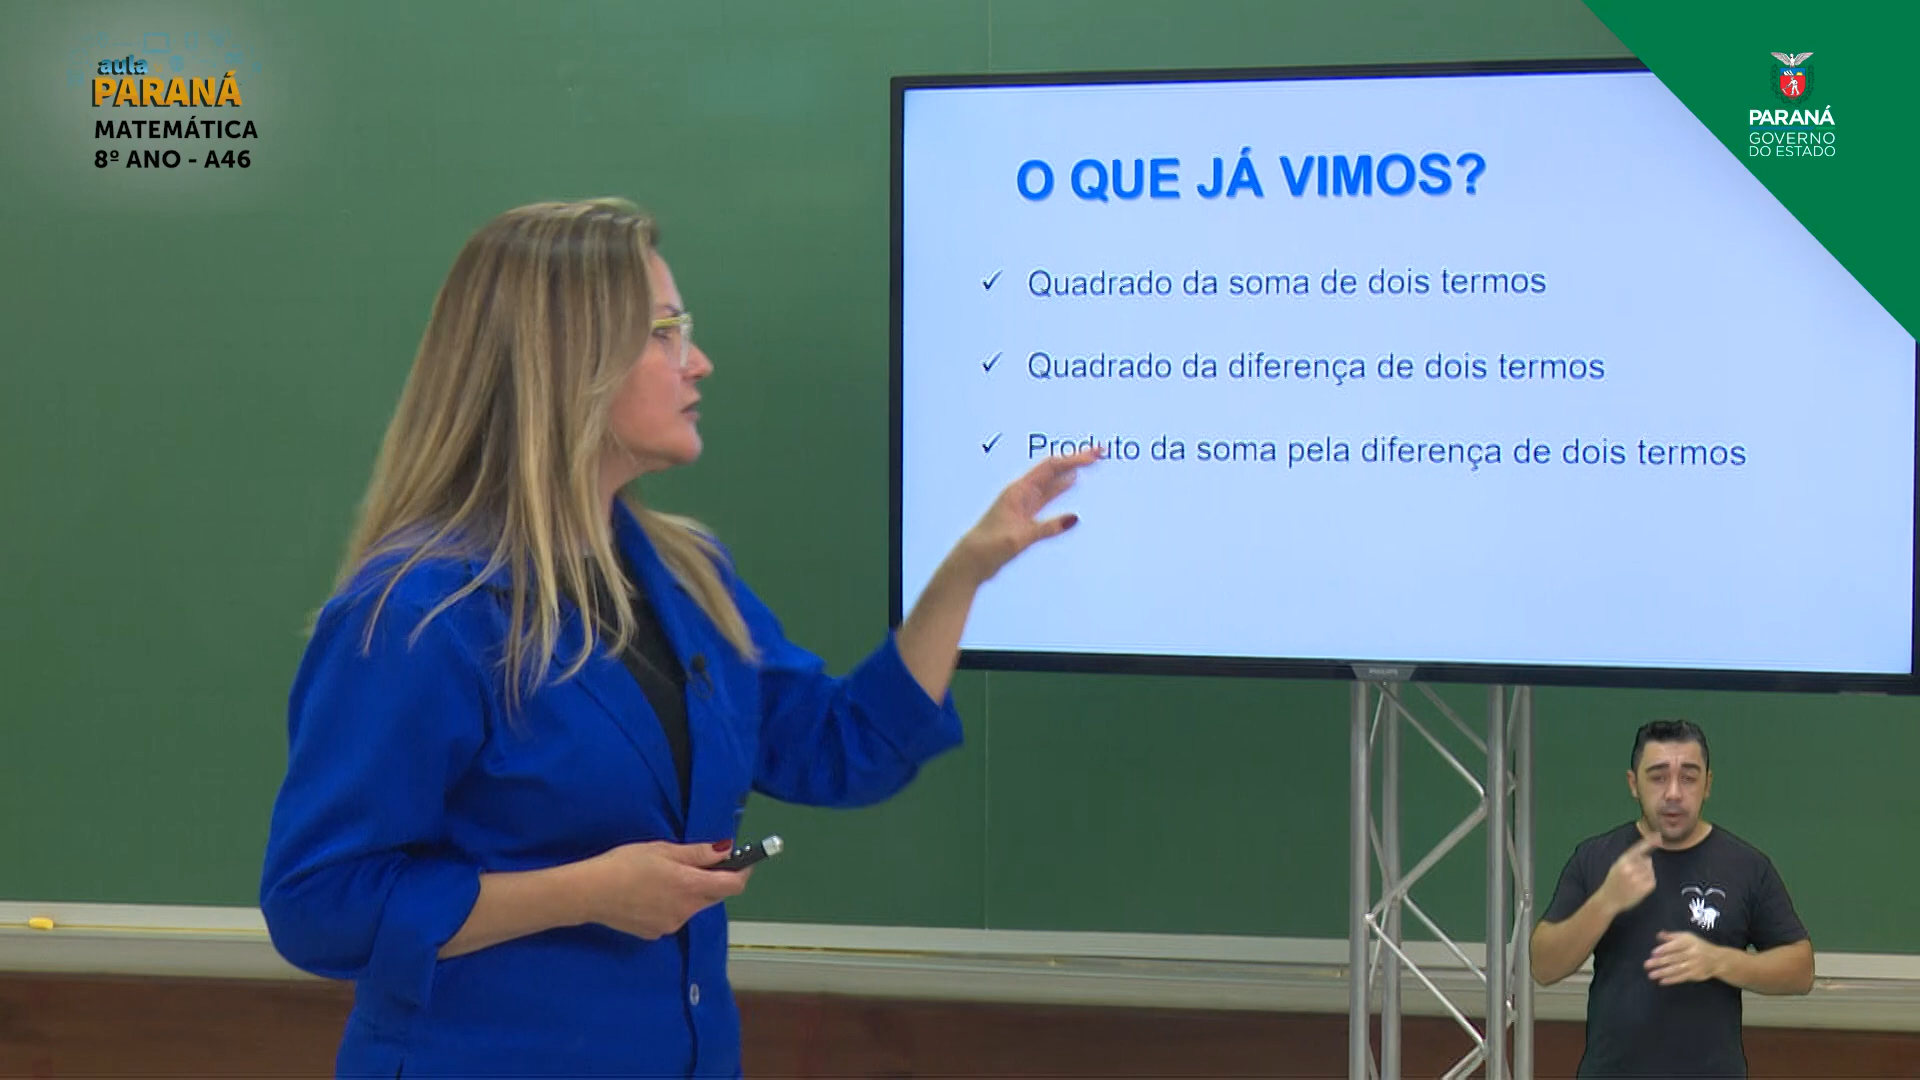 aula
PARANÁ
MATEMÁTICA
8º ANO - A46
O QUE JÁ VIMOS?
✓ Quadrado da soma de dois termos
✓ Quadrado da diferença de dois termos
✓ Produto da soma pela diferença de dois termos
PARANÁ
GOVERNO
DO ESTADO
PHILIPS